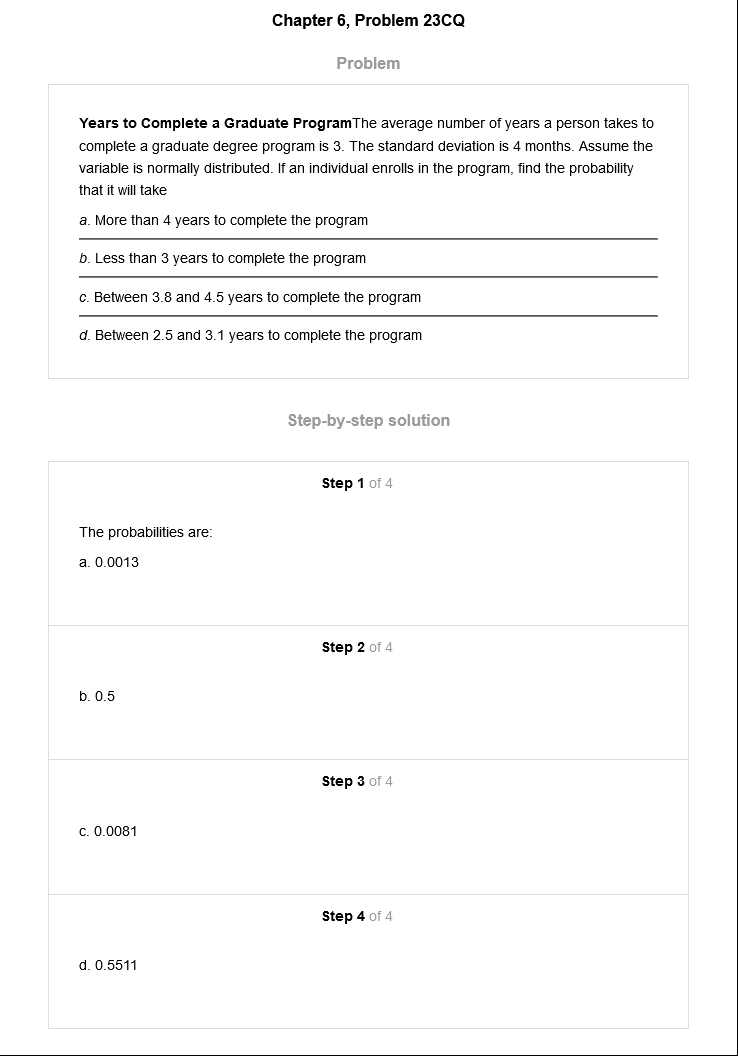 Chapter 6, Problem 23CQ
Problem
Years to Complete a Graduate ProgramThe average number of years a person takes to
complete a graduate degree program is 3. The standard deviation is 4 months. Assume the
variable is normally distributed. If an individual enrolls in the program, find the probability
that it will take
a. More than 4 years to complete the program
b. Less than 3 years to complete the program
c. Between 3.8 and 4.5 years to complete the program
d. Between 2.5 and 3.1 years to complete the program
Step-by-step solution
Step 1 of 4
The probabilities are:
a. 0.0013
Step 2 of 4
b. 0.5
Step 3 of 4
c. 0.0081
Step 4 of 4
d. 0.5511